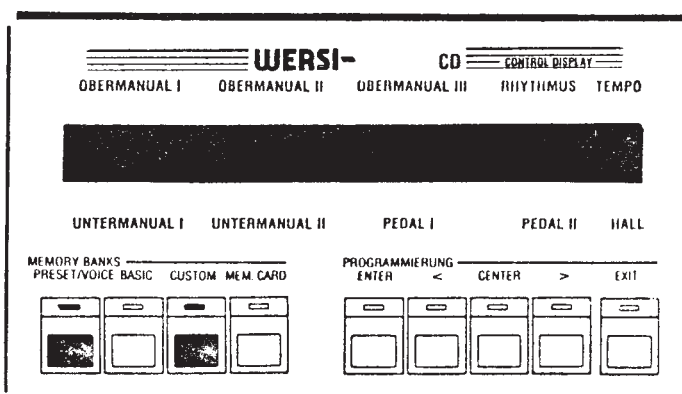 WERSI- CD CONTROL DISPLAY
OBERMANUAL I OBERMANUAL II OBERMANUAL III RHYTHMUS TEMPO
UNTERMANUAL I UNTERMANUAL II PEDAL I PEDAL II HALL
MEMORY BANKS PROGRAMMIERUNG
PRESET/VOICE BASIC CUSTOM MEM. CARD ENTER < CENTER > EXIT